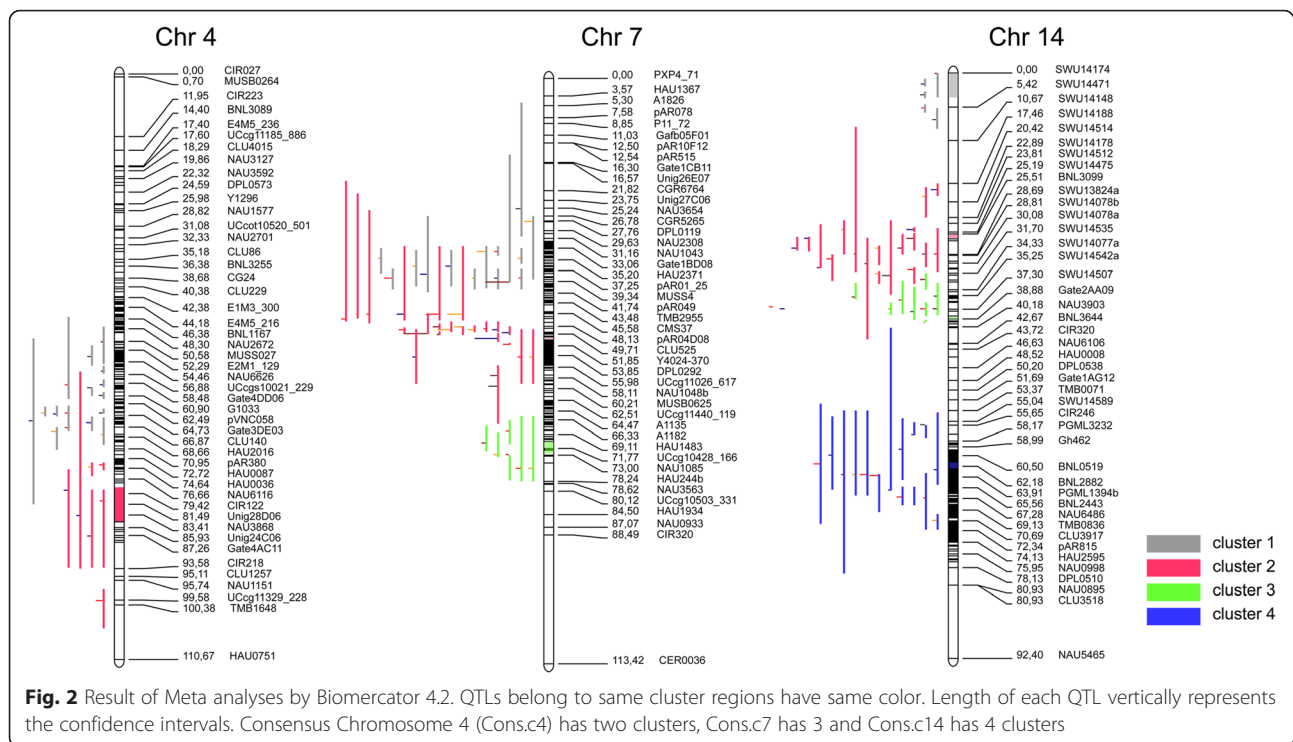 Chr 4
0,00 CIR027
0,70 MUSB0264
11,95 CIR223
14,40 BNL3089
17,40 E4M5_236
17,60 UCcg11185_886
18,29 CLU4015
19,86 NAU3127
22,32 NAU3592
24,59 DPL0573
25,98 Y1296
28,82 NAU1577
31,08 UCcot10520_501
32,33 NAU2701
35,18 CLU86
36,38 BNL3255
38,68 CG24
40,38 CLU229
42,38 E1M3_300
44,18 E4M5_216
46,38 BNL1167
48,30 NAU2672
50,58 MUSS027
52,29 E2M1_129
54,46 NAU6626
56,88 UCcgs10021_229
58,48 Gate4DD06
60,90 G1033
62,49 pVNC058
64,73 Gate3DE03
66,87 CLU140
68,66 HAU2016
70,95 pAR380
72,72 HAU0087
74,64 HAU0036
76,66 NAU6116
79,42 CIR122
81,49 Unig28D06
83,41 NAU3868
85,93 Unig24C06
87,26 Gate4AC11
93,58 CIR218
95,11 CLU1257
95,74 NAU1151
99,58 UCcg11329_228
100,38 TMB1648
110,67 HAU0751
Chr 7
0,00 PXP4_71
3,57 HAU1367
5,30 A1826
7,58 pAR078
8,85 P11_72
11,03 Gafb05F01
12,50 pAR10F12
12,54 pAR515
16,30 Gate1CB11
16,57 Unig26E07
21,82 CGR6764
23,75 Unig27C06
25,24 NAU3654
26,78 CGR5265
27,76 DPL0119
29,63 NAU2308
31,16 NAU1043
33,06 Gate1BD08
35,20 HAU2371
37,25 pAR01_25
39,34 MUSS4
41,74 pAR049
43,48 TMB2955
45,58 CMS37
48,13 pAR04D08
49,71 CLU525
51,85 Y4024-370
53,85 DPL0292
55,98 UCcg11026_617
58,11 NAU1048b
60,21 MUSB0625
62,51 UCcg11440_119
64,47 A1135
66,33 A1182
69,11 HAU1483
71,77 UCcg10428_166
73,00 NAU1085
78,24 HAU244b
78,62 NAU3563
80,12 UCcg10503_331
84,50 HAU1934
87,07 NAU0933
88,49 CIR320
113,42 CER0036
Chr 14
0,00 SWU14174
5,42 SWU14471
10,67 SWU14148
17,46 SWU14188
20,42 SWU14514
22,89 SWU14178
23,81 SWU14512
25,19 SWU14475
25,51 BNL3099
28,69 SWU13824a
28,81 SWU14078b
30,08 SWU14078a
31,70 SWU14535
34,33 SWU14077a
35,25 SWU14542a
37,30 SWU14507
38,88 Gate2AA09
40,18 NAU3903
42,67 BNL3644
43,72 CIR320
46,63 NAU6106
48,52 HAU0008
50,20 DPL0538
51,69 Gate1AG12
53,37 TMB0071
55,04 SWU14589
55,65 CIR246
58,17 PGML3232
58,99 Gh462
60,50 BNL0519
62,18 BNL2882
63,91 PGML1394b
65,56 BNL2443
67,28 NAU6486
69,13 TMB0836
70,69 CLU3917
72,34 pAR815
74,13 HAU2595
75,95 NAU0998
78,13 DPL0510
80,93 NAU0895
80,93 CLU3518
92,40 NAU5465
cluster 1
cluster 2
cluster 3
cluster 4
Fig. 2 Result of Meta analyses by Biomercator 4.2. QTLs belong to same cluster regions have same color. Length of each QTL vertically represents
the confidence intervals. Consensus Chromosome 4 (Cons.c4) has two clusters, Cons.c7 has 3 and Cons.c14 has 4 clusters